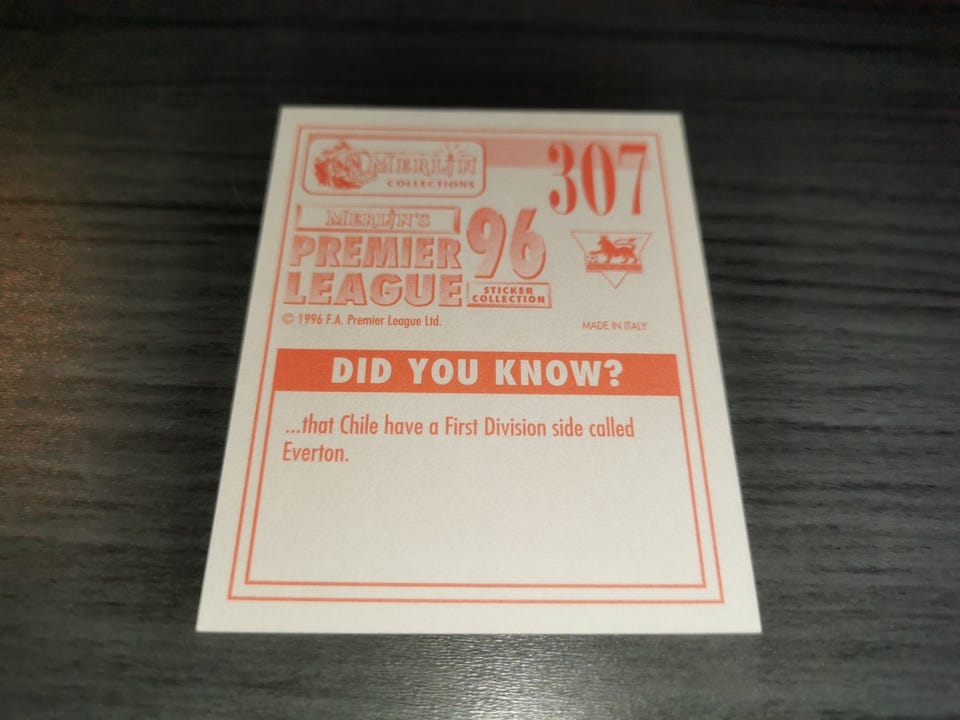 MERLIN
COLLECTIONS
307
MERLIN'S
PREMIER
LEAGUE
96
STICKER
COLLECTION
© 1996 F.A. Premier League Ltd.
MADE IN ITALY
DID YOU KNOW?
...that Chile have a First Division side called
Everton.